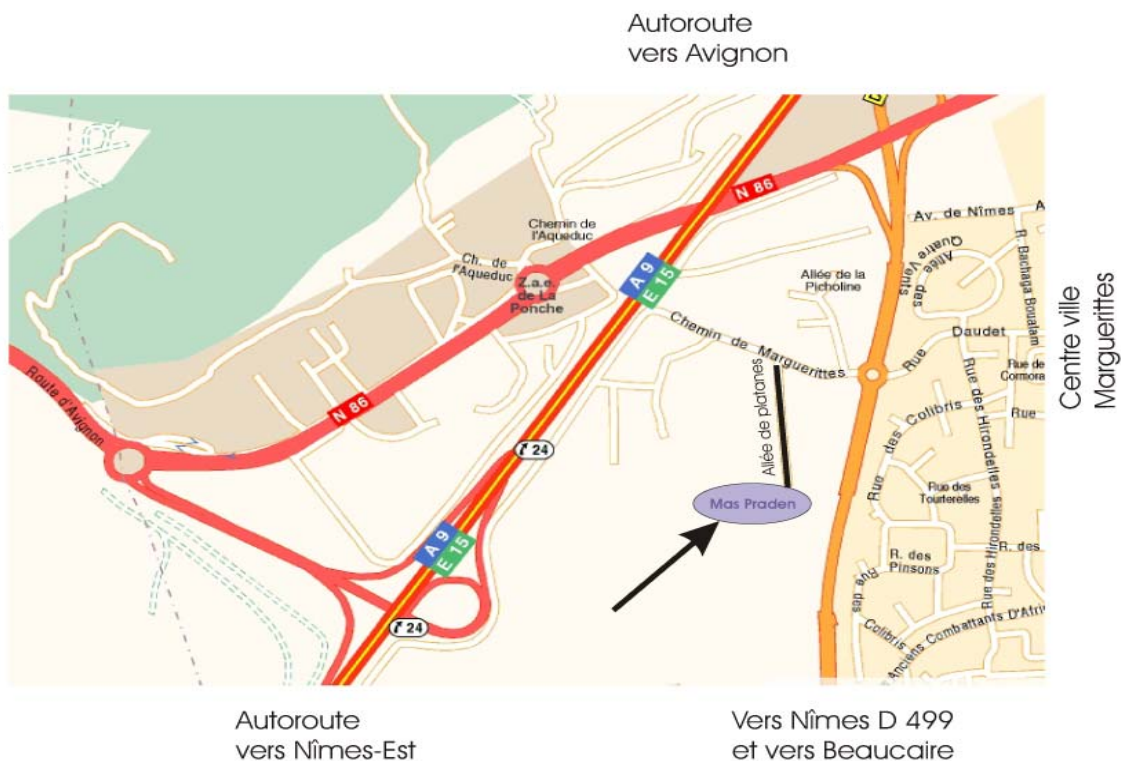 Autoroute
vers Avignon
N 86
Av. de Nîmes
A
Chemin de
l'Aqueduc
Ch. de
l'Aqueduc
Z.a.e.
de La
Ponche
A 9
E 15
Allée de la
Picholine
Allée des
Quatre Vents
R. Bachaga Boualam
Chemin de Marguerittes
Rue Daudet
Rue de
Cormora
Centre ville
Marguerittes
Route d'Avignon
N 86
Allée de platanes
Rue des Colibris
Rue des Hirondelles
Rue
24
Mas Praden
Rue des
Tourterelles
A 9
E 15
R. des
Pinsons
Rue des Hirondelles
R. des
Rue des
Colibris
Anciens Combattants D'Afri
24
Autoroute
vers Nîmes-Est
Vers Nîmes D 499
et vers Beaucaire